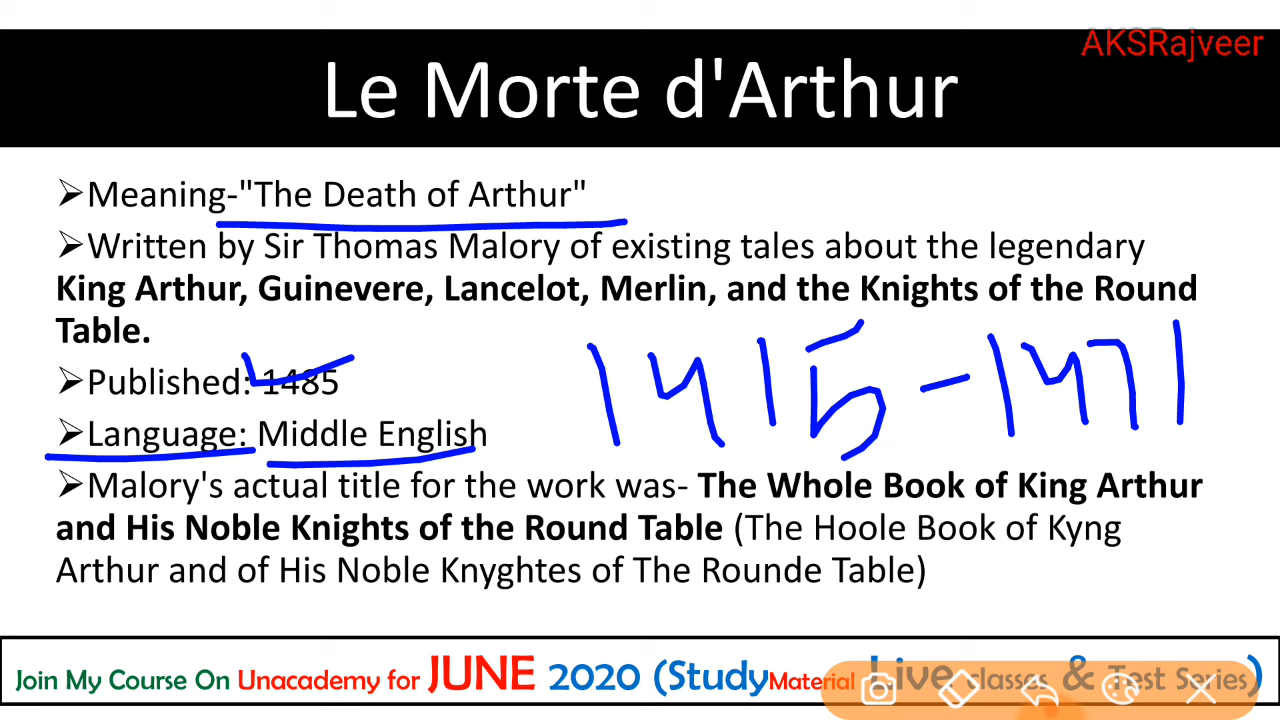 AKSRajveer
Le Morte d'Arthur
➢Meaning-"The Death of Arthur"
➢Written by Sir Thomas Malory of existing tales about the legendary
King Arthur, Guinevere, Lancelot, Merlin, and the Knights of the Round
Table.
➢Published: 1485
1415-1471
➢Language: Middle English
➢Malory's actual title for the work was- The Whole Book of King Arthur
and His Noble Knights of the Round Table (The Hoole Book of Kyng
Arthur and of His Noble Knyghtes of The Rounde Table)
Join My Course On Unacademy for JUNE 2020 (StudyMaterial Live classes & Test Series)